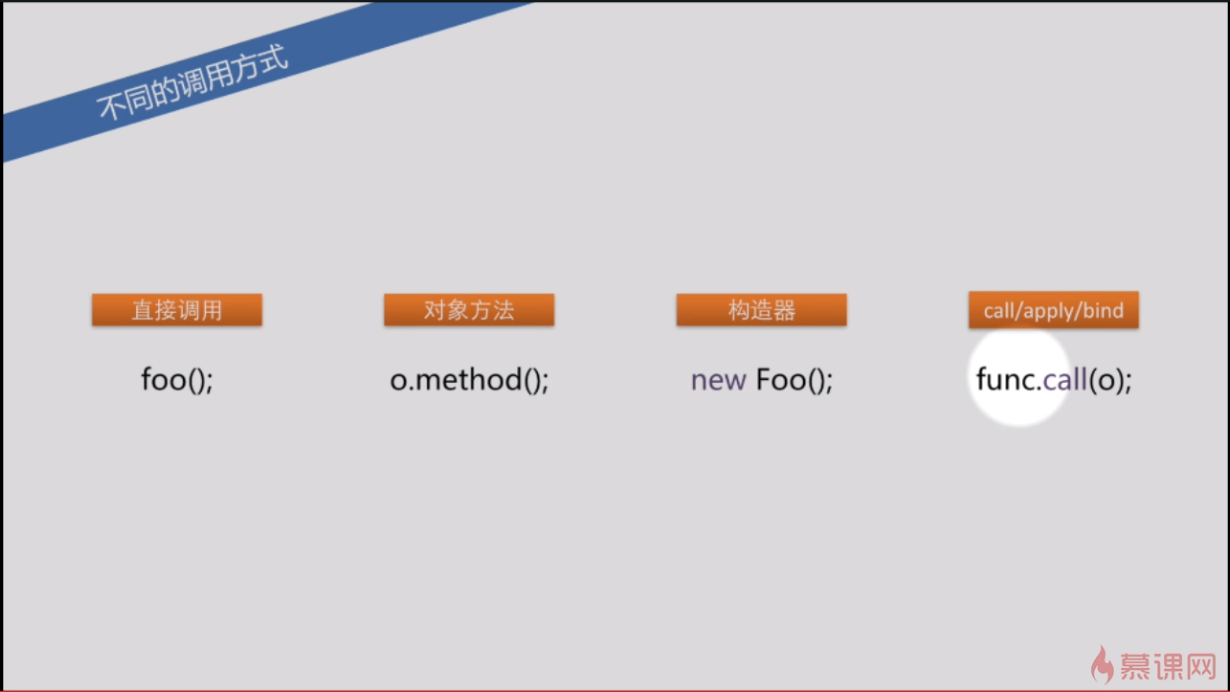 不同的调用方式
直接调用
对象方法
构造器
call/apply/bind
foo();
o.method();
new Foo();
func.call(o);
慕课网